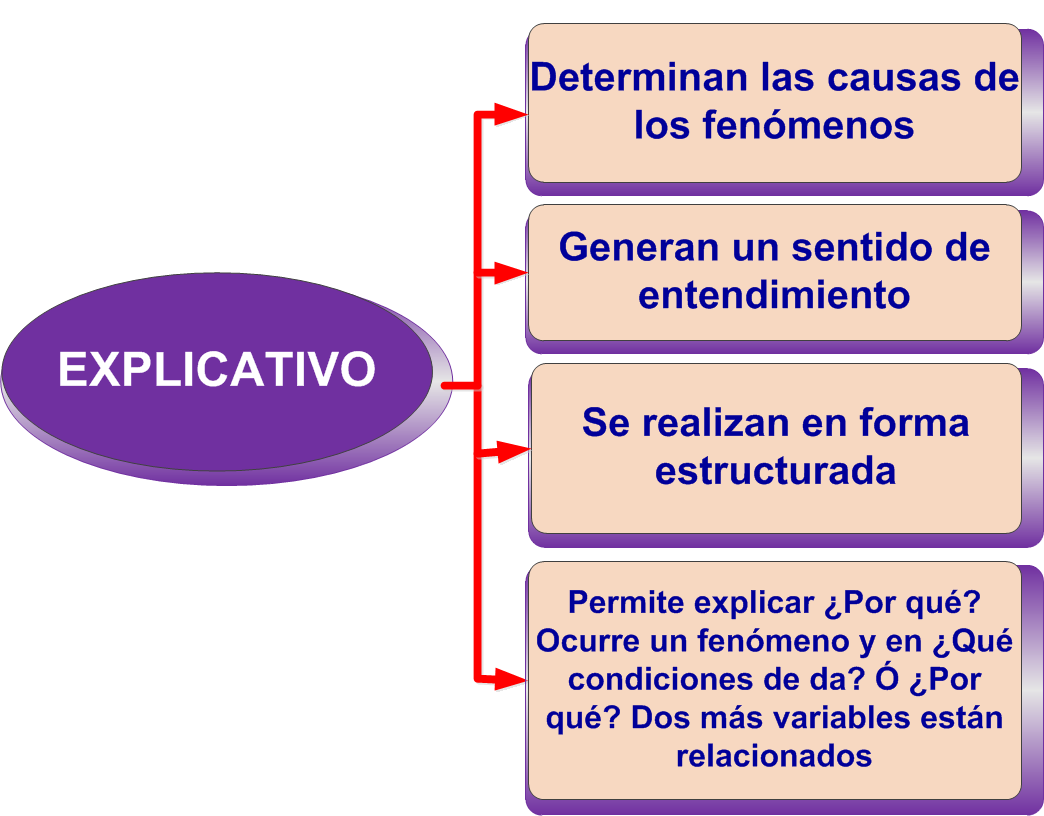 Determinan las causas de
los fenómenos
Generan un sentido de
entendimiento
EXPLICATIVO
Se realizan en forma
estructurada
Permite explicar ¿Por qué?
Ocurre un fenómeno y en ¿Qué
condiciones de da? Ó ¿Por
qué? Dos más variables están
relacionados